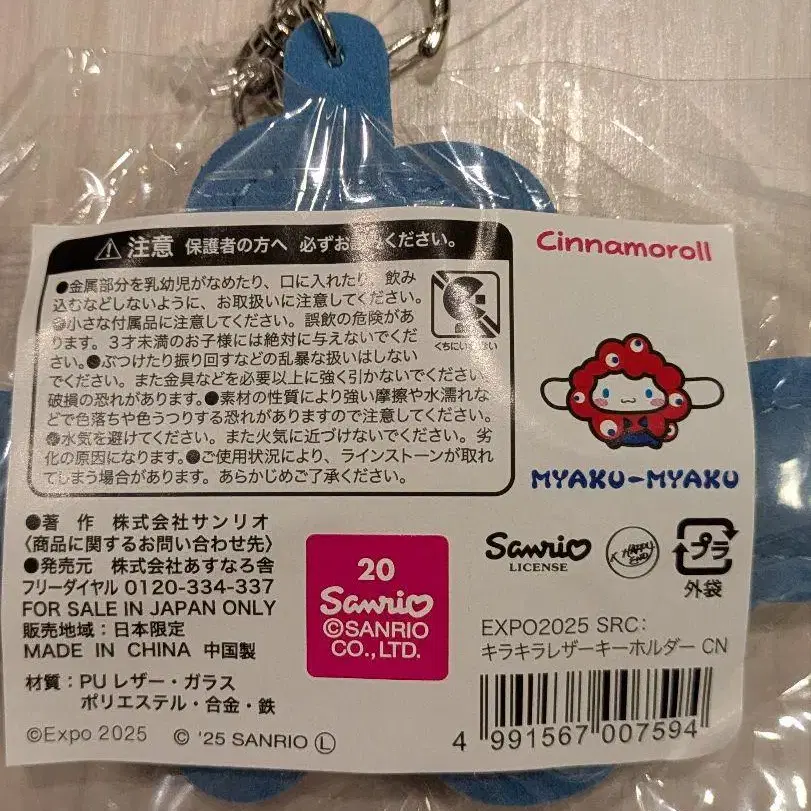 ⚠注意 保護者の方へ 必ずお読みください。
●金属部分を乳幼児がなめたり、口に入れたり、飲み
込むなどしないように、お取扱いに注意してください。
●小さな付属品に注意してください。誤飲の危険があり
ます。3才未満のお子様には絶対に与えないでくだ
さい。●ぶつけたり振り回すなどの乱暴な扱いはしない
でください。また金具などを必要以上に強く引かないでください
破損の恐れがあります。●素材の性質により強い摩擦や水濡れな
どで色落ちや色うつりする恐れがありますので注意してください。
●水気を避けてください。また火気に近づけないでください。劣
化の原因になります。●ご使用状況により、ラインストーンが取れ
てしまう場合があります。あらかじめご了承ください。
くちにいれない
Cinnamoroll
MYAKU-MYAKU
●著 作 株式会社サンリオ
〈商品に関するお問い合わせ先〉
●発売元 株式会社あすなろ舎
フリーダイヤル 0120-334-337
FOR SALE IN JAPAN ONLY
販売地域:日本限定
MADE IN CHINA 中国製
材質:PUレザー・ガラス
ポリエステル・合金・鉄
©Expo 2025 © '25 SANRIO Ⓛ
20
Sanrio
©SANRIO
CO.,LTD.
Sanrio
LICENSE
プラ
外袋
EXPO2025 SRC:
キラキラレザーキーホルダー CN
4 991567 007594